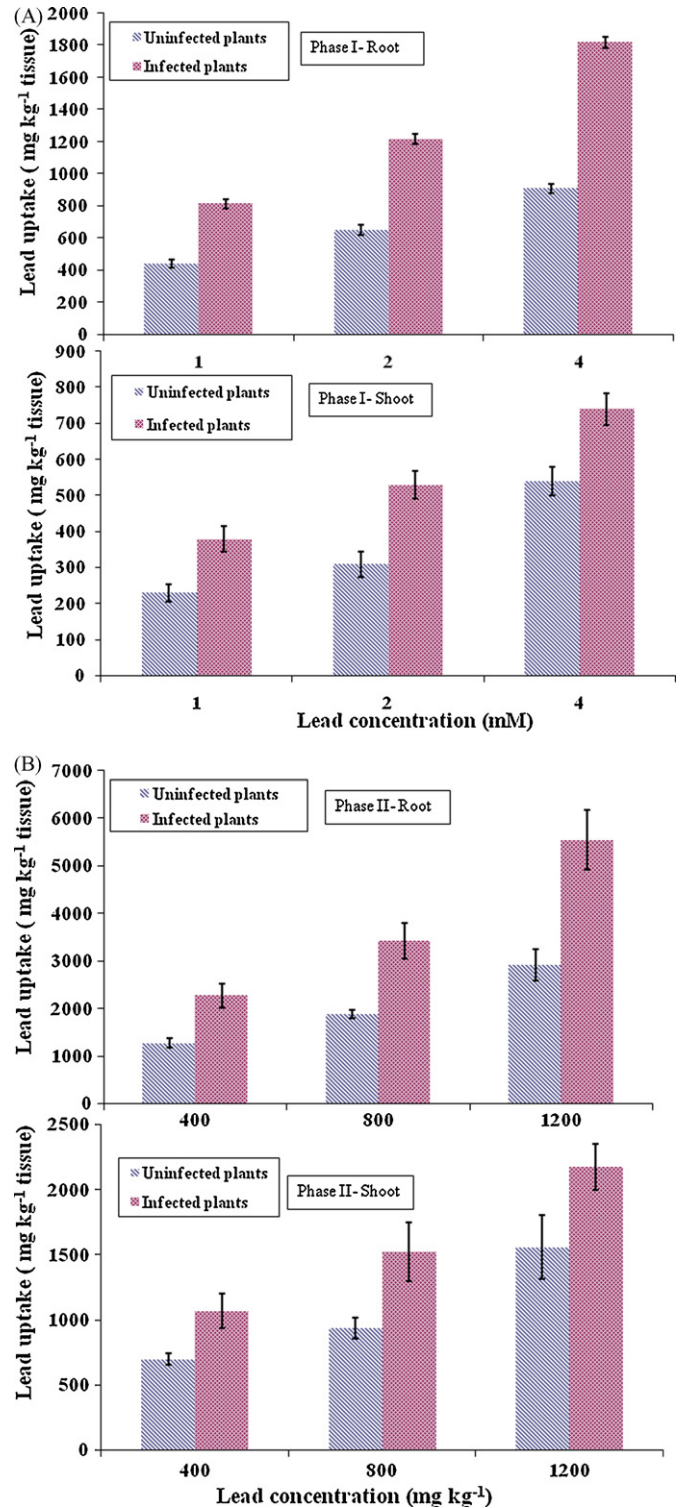 (A)
Lead uptake ( mg kg⁻¹ tissue)
2000
1800
1600
1400
1200
1000
800
600
400
200
0
Uninfected plants
Infected plants
Phase I- Root
1 2 4
Lead uptake ( mg kg⁻¹ tissue)
900
800
700
600
500
400
300
200
100
0
Uninfected plants
Infected plants
Phase I- Shoot
1 2 4
Lead concentration (mM)
(B)
Lead uptake ( mg kg⁻¹ tissue)
7000
6000
5000
4000
3000
2000
1000
0
Uninfected plants
Infected plants
Phase II- Root
400 800 1200
Lead uptake ( mg kg⁻¹ tissue)
2500
2000
1500
1000
500
0
Uninfected plants
Infected plants
Phase II- Shoot
400 800 1200
Lead concentration (mg kg⁻¹)